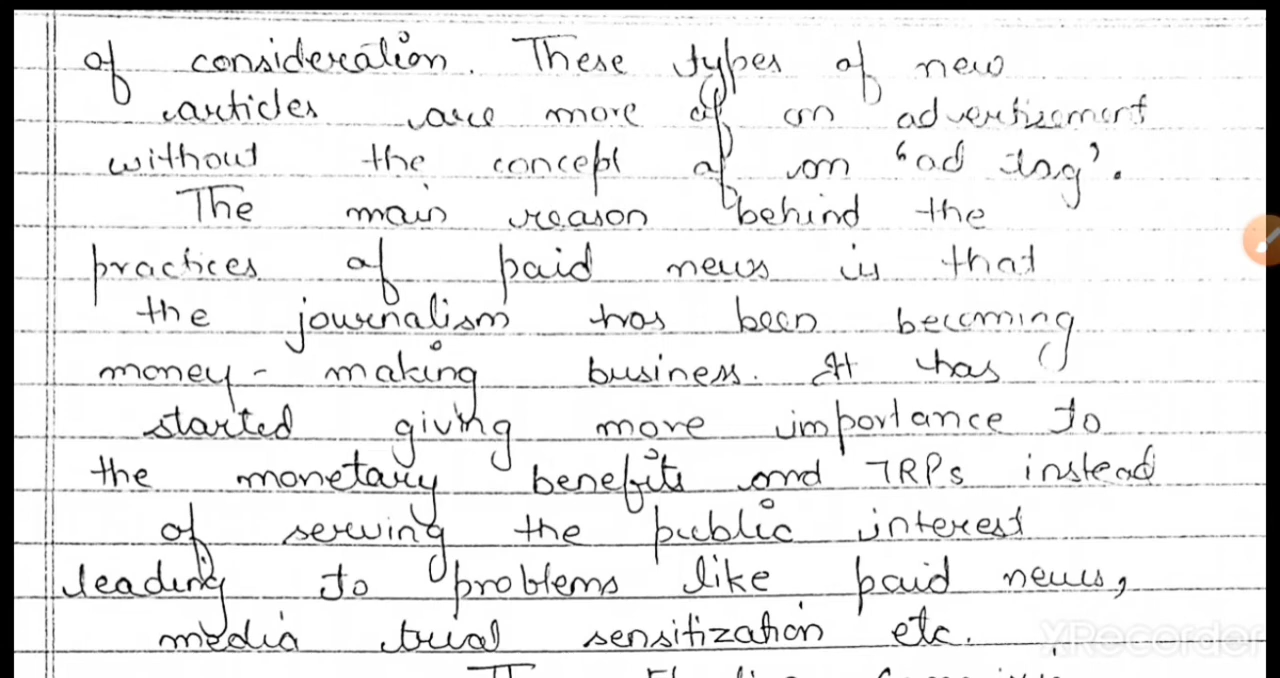 of consideration. These types of new
articles are more of an advertisement
without the concept of an "ad tag".
The main reason behind the
practices of paid news is that
the journalism has been becoming
money-making business. It has
started giving more importance to
the monetary benefits and TRPs instead
of serving the public interest
leading to problems like paid news,
media trial sensitization etc.
XRecorder